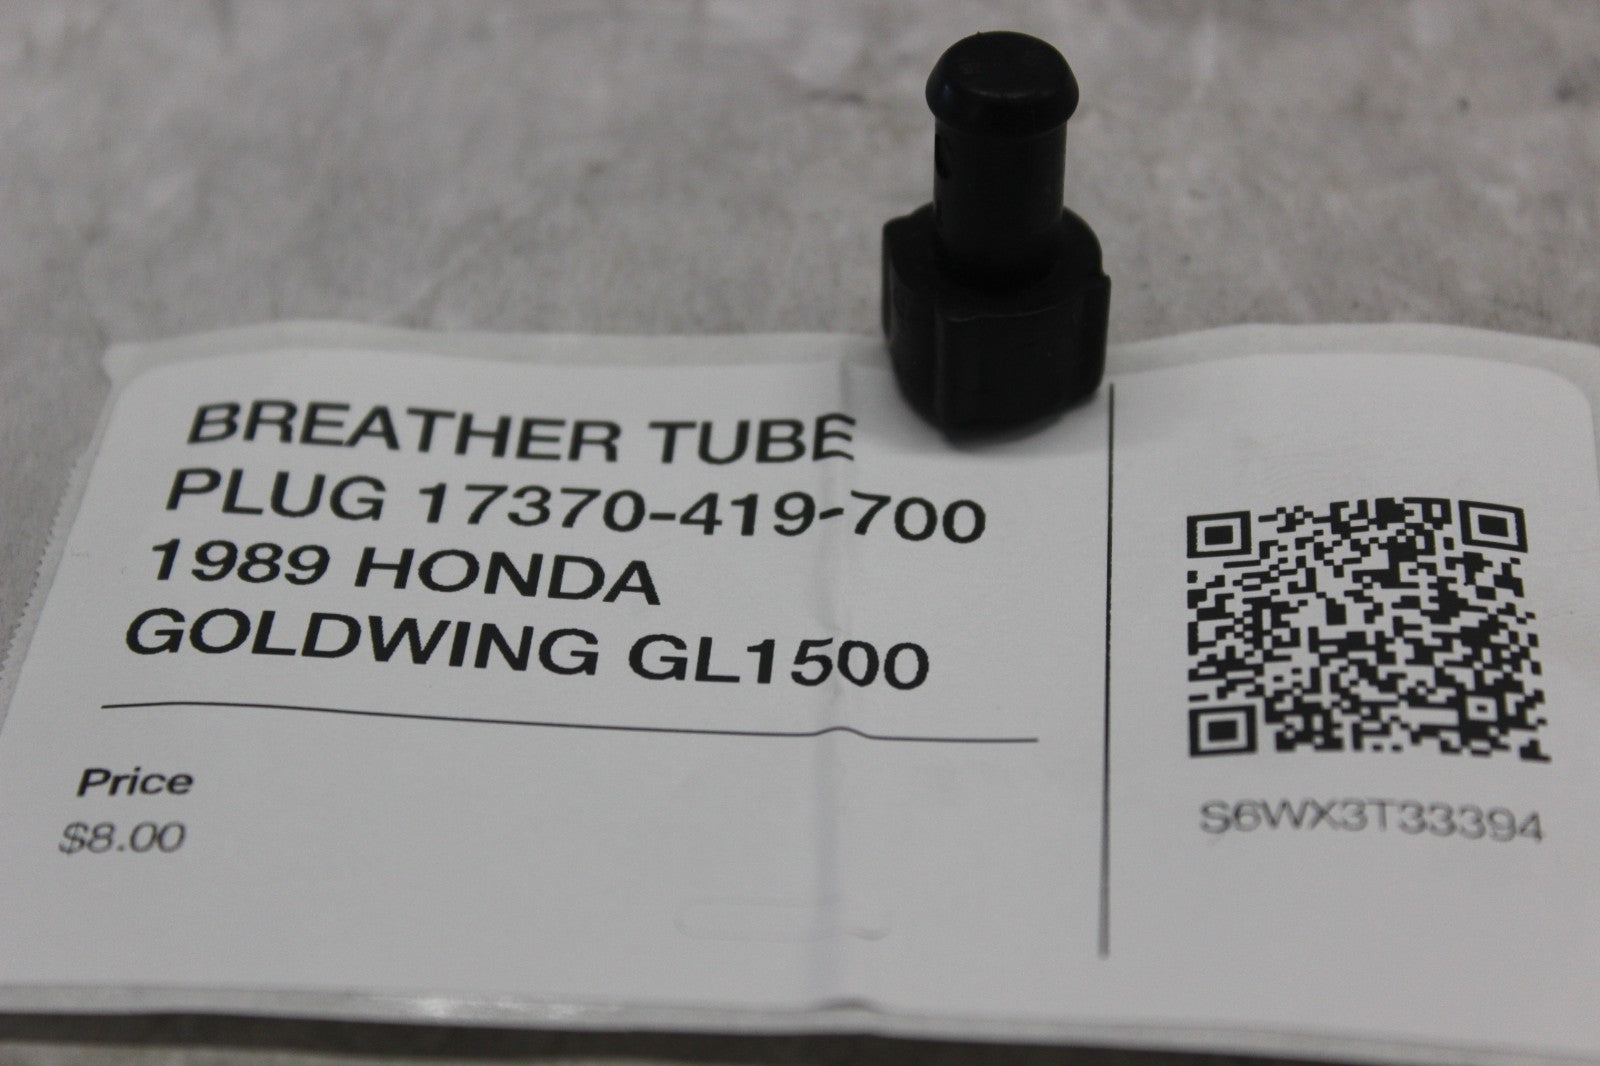 BREATHER TUBE
PLUG 17370-419-700
1989 HONDA
GOLDWING GL1500
Price
$8.00
S6WX3T33394